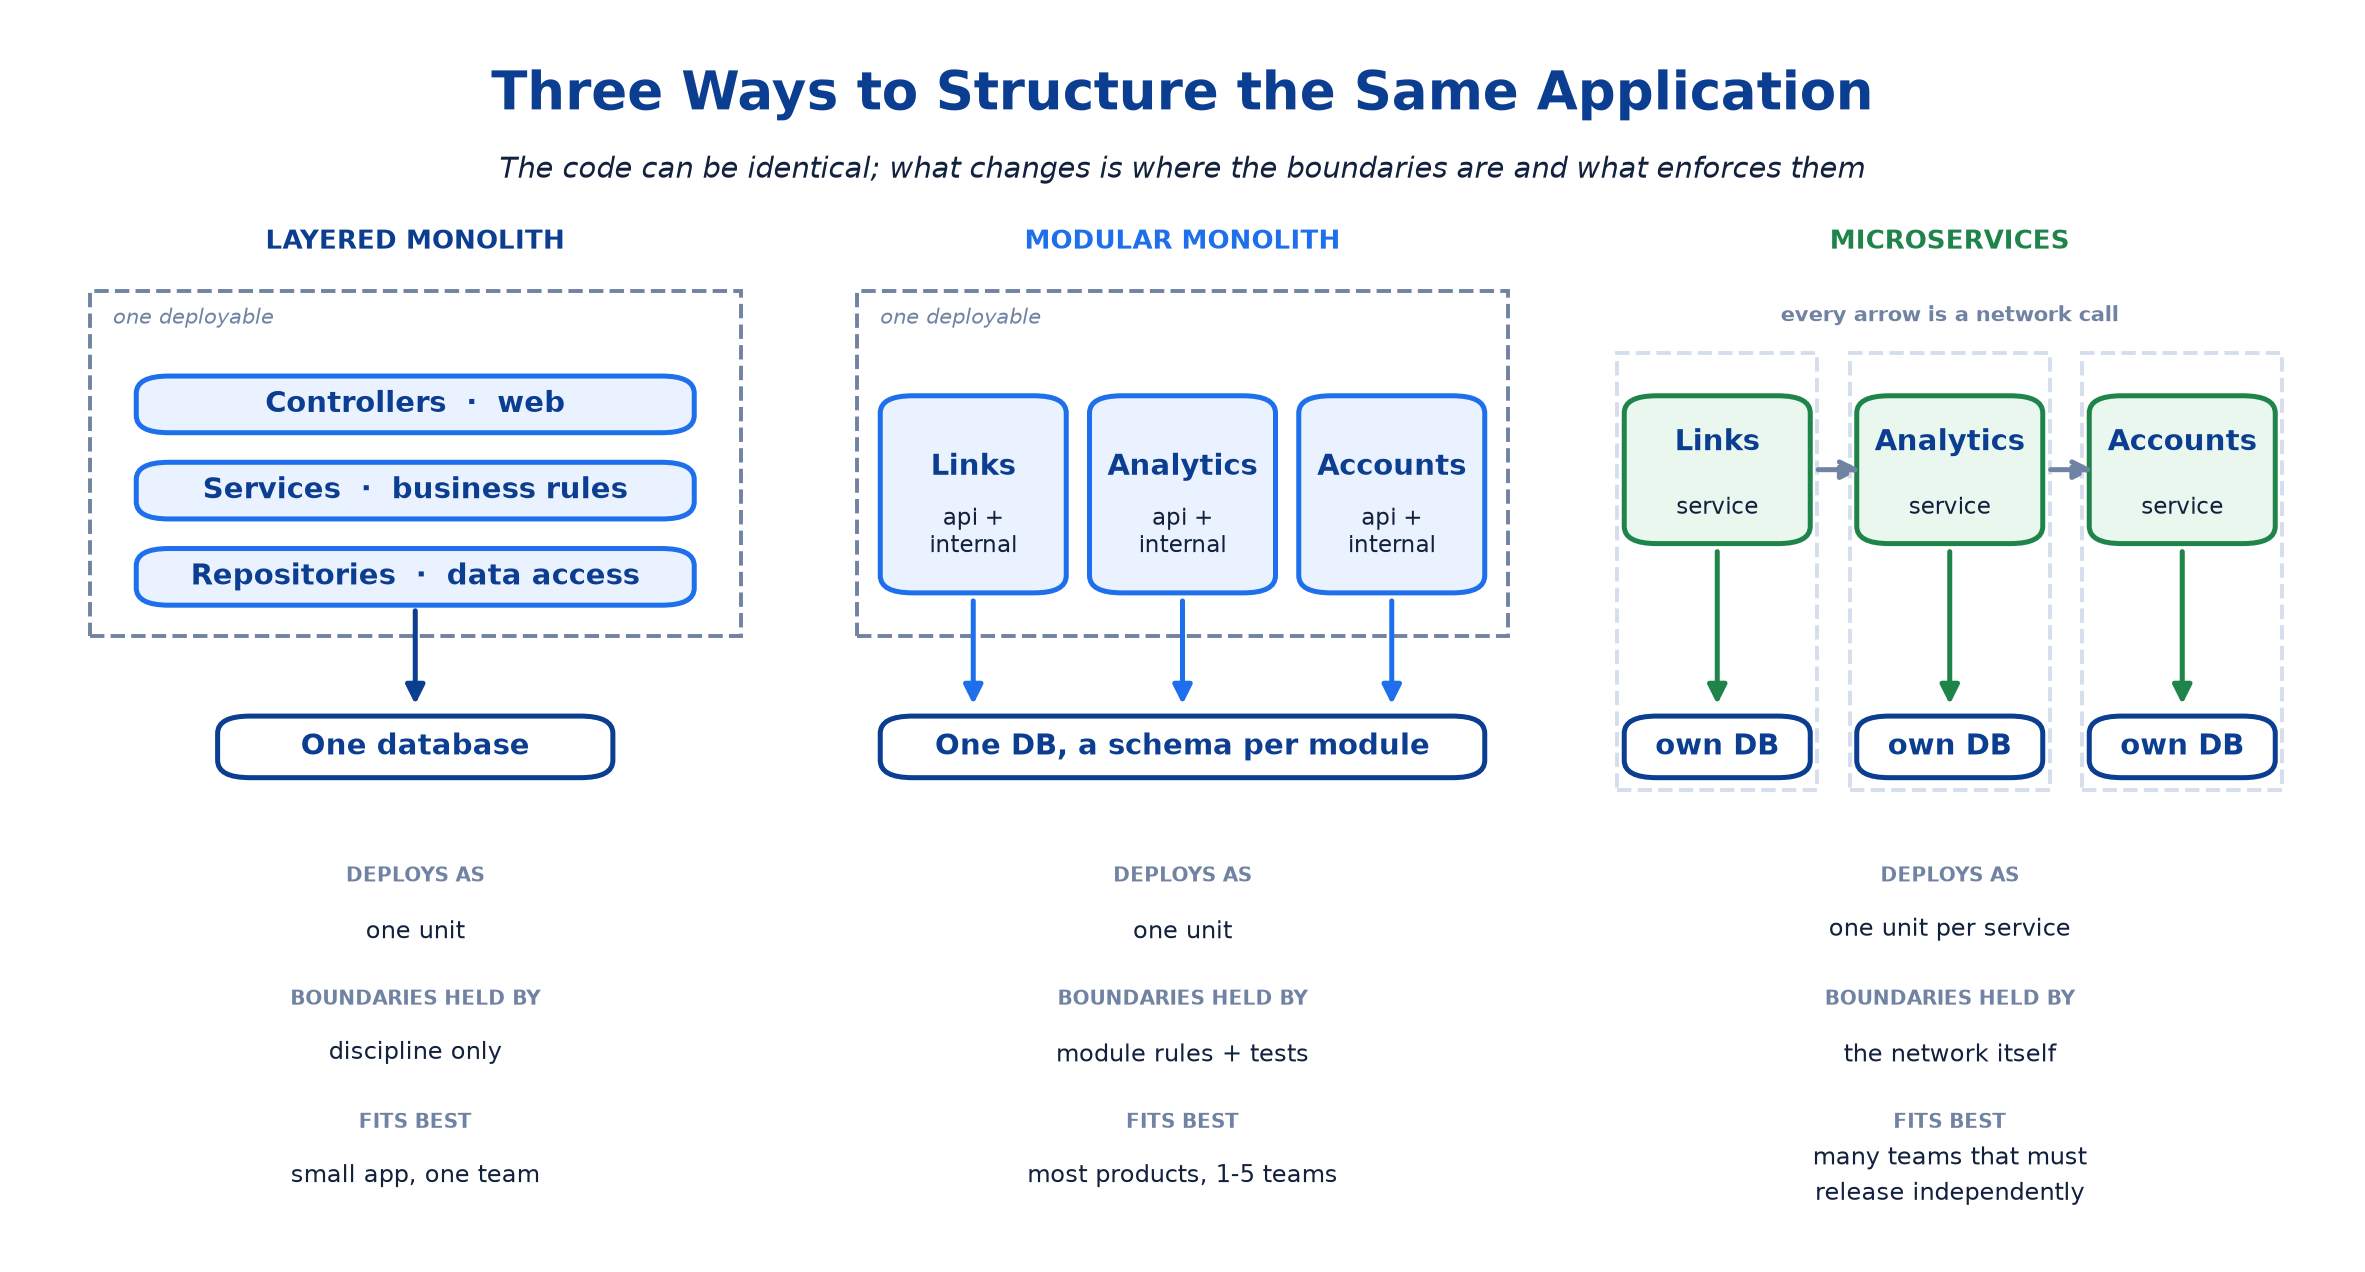 Three Ways to Structure the Same Application
The code can be identical; what changes is where the boundaries are and what enforces them
LAYERED MONOLITH
one deployable
Controllers · web
Services · business rules
Repositories · data access
One database
DEPLOYS AS
one unit
BOUNDARIES HELD BY
discipline only
FITS BEST
small app, one team
MODULAR MONOLITH
one deployable
Links
api +
internal
Analytics
api +
internal
Accounts
api +
internal
One DB, a schema per module
DEPLOYS AS
one unit
BOUNDARIES HELD BY
module rules + tests
FITS BEST
most products, 1-5 teams
MICROSERVICES
every arrow is a network call
Links
service
Analytics
service
Accounts
service
own DB
own DB
own DB
DEPLOYS AS
one unit per service
BOUNDARIES HELD BY
the network itself
FITS BEST
many teams that must
release independently